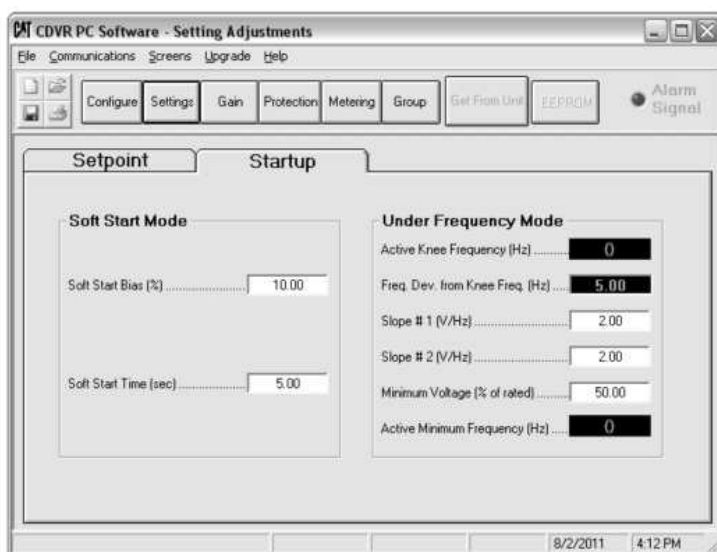 CAT CDVR PC Software - Setting Adjustments
File Communications Screens Upgrade Help
Configure Settings Gain Protection Metering Group Get From Unit EEPROM Alarm Signal
Setpoint Startup
Soft Start Mode
Soft Start Bias (%) 10.00
Soft Start Time (sec) 5.00
Under Frequency Mode
Active Knee Frequency (Hz) 0
Freq. Dev. from Knee Freq. (Hz) 5.00
Slope # 1 (V/Hz) 2.00
Slope # 2 (V/Hz) 2.00
Minimum Voltage (% of rated) 50.00
Active Minimum Frequency (Hz) 0
8/2/2011 4:12 PM